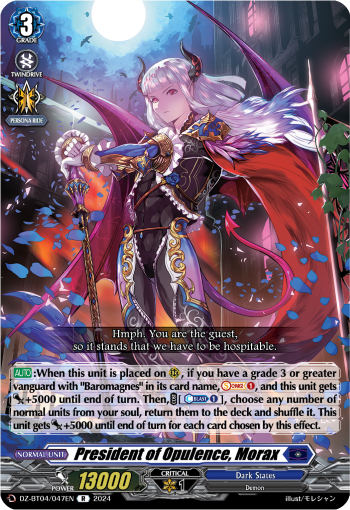 3
GRADE
TWINDRIVE
PERSONA RIDE
Hmph. You are the guest,
so it stands that we have to be hospitable.
AUTO:When this unit is placed on R, if you have a grade 3 or greater
vanguard with "Baromagnes" in its card name, CHARGE 1, and this unit gets
+5000 until end of turn. Then, [BLAST 1], choose any number of
normal units from your soul, return them to the deck and shuffle it. This
unit gets +5000 until end of turn for each card chosen by this effect.
NORMAL UNIT
President of Opulence, Morax
POWER 13000 CRITICAL 1 Dark States
Demon
DZ-BT04/047EN R 2024 illust/モレシャン